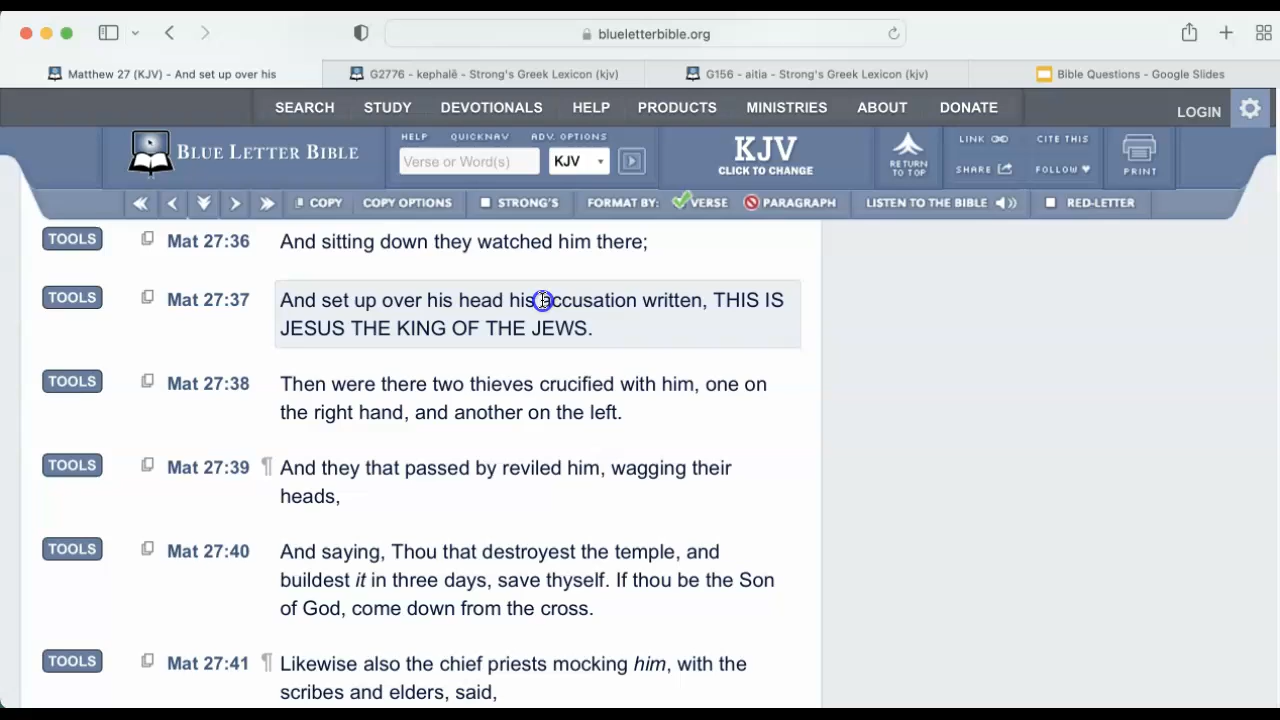 blueletterbible.org
Matthew 27 (KJV) - And set up over his
G2776 - kephalē - Strong's Greek Lexicon (kjv)
G156 - aitia - Strong's Greek Lexicon (kjv)
Bible Questions - Google Slides
SEARCH STUDY DEVOTIONALS HELP PRODUCTS MINISTRIES ABOUT DONATE LOGIN
BLUE LETTER BIBLE
HELP QUICKNAV ADV. OPTIONS
Verse or Word(s) KJV
KJV
CLICK TO CHANGE
RETURN
TO TOP
LINK CITE THIS
SHARE FOLLOW
PRINT
COPY COPY OPTIONS STRONG'S FORMAT BY: VERSE PARAGRAPH LISTEN TO THE BIBLE RED-LETTER
TOOLS Mat 27:36 And sitting down they watched him there;
TOOLS Mat 27:37 And set up over his head his accusation written, THIS IS
JESUS THE KING OF THE JEWS.
TOOLS Mat 27:38 Then were there two thieves crucified with him, one on
the right hand, and another on the left.
TOOLS Mat 27:39 ¶ And they that passed by reviled him, wagging their
heads,
TOOLS Mat 27:40 And saying, Thou that destroyest the temple, and
buildest it in three days, save thyself. If thou be the Son
of God, come down from the cross.
TOOLS Mat 27:41 ¶ Likewise also the chief priests mocking him, with the
scribes and elders, said,